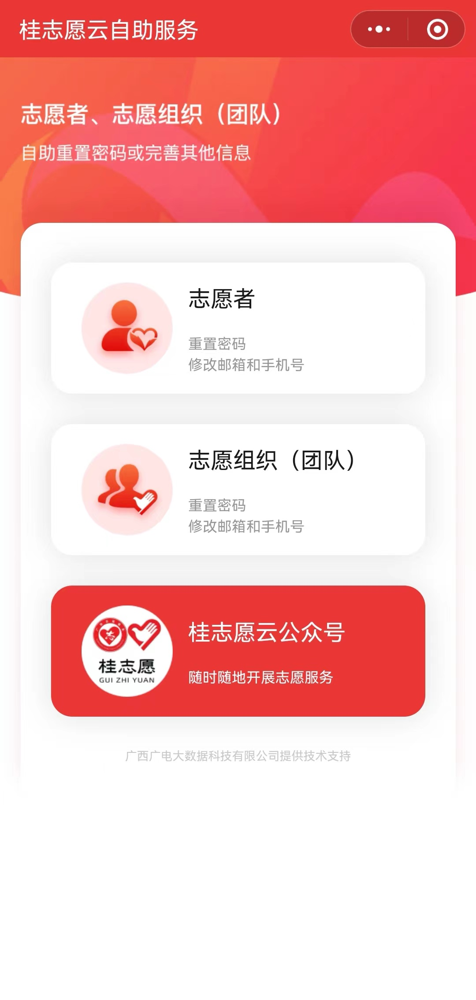 桂志愿云自助服务
志愿者、志愿组织（团队）
自助重置密码或完善其他信息
志愿者
重置密码
修改邮箱和手机号
志愿组织（团队）
重置密码
修改邮箱和手机号
桂志愿
GUI ZHI YUAN
桂志愿云公众号
随时随地开展志愿服务
广西广电大数据科技有限公司提供技术支持